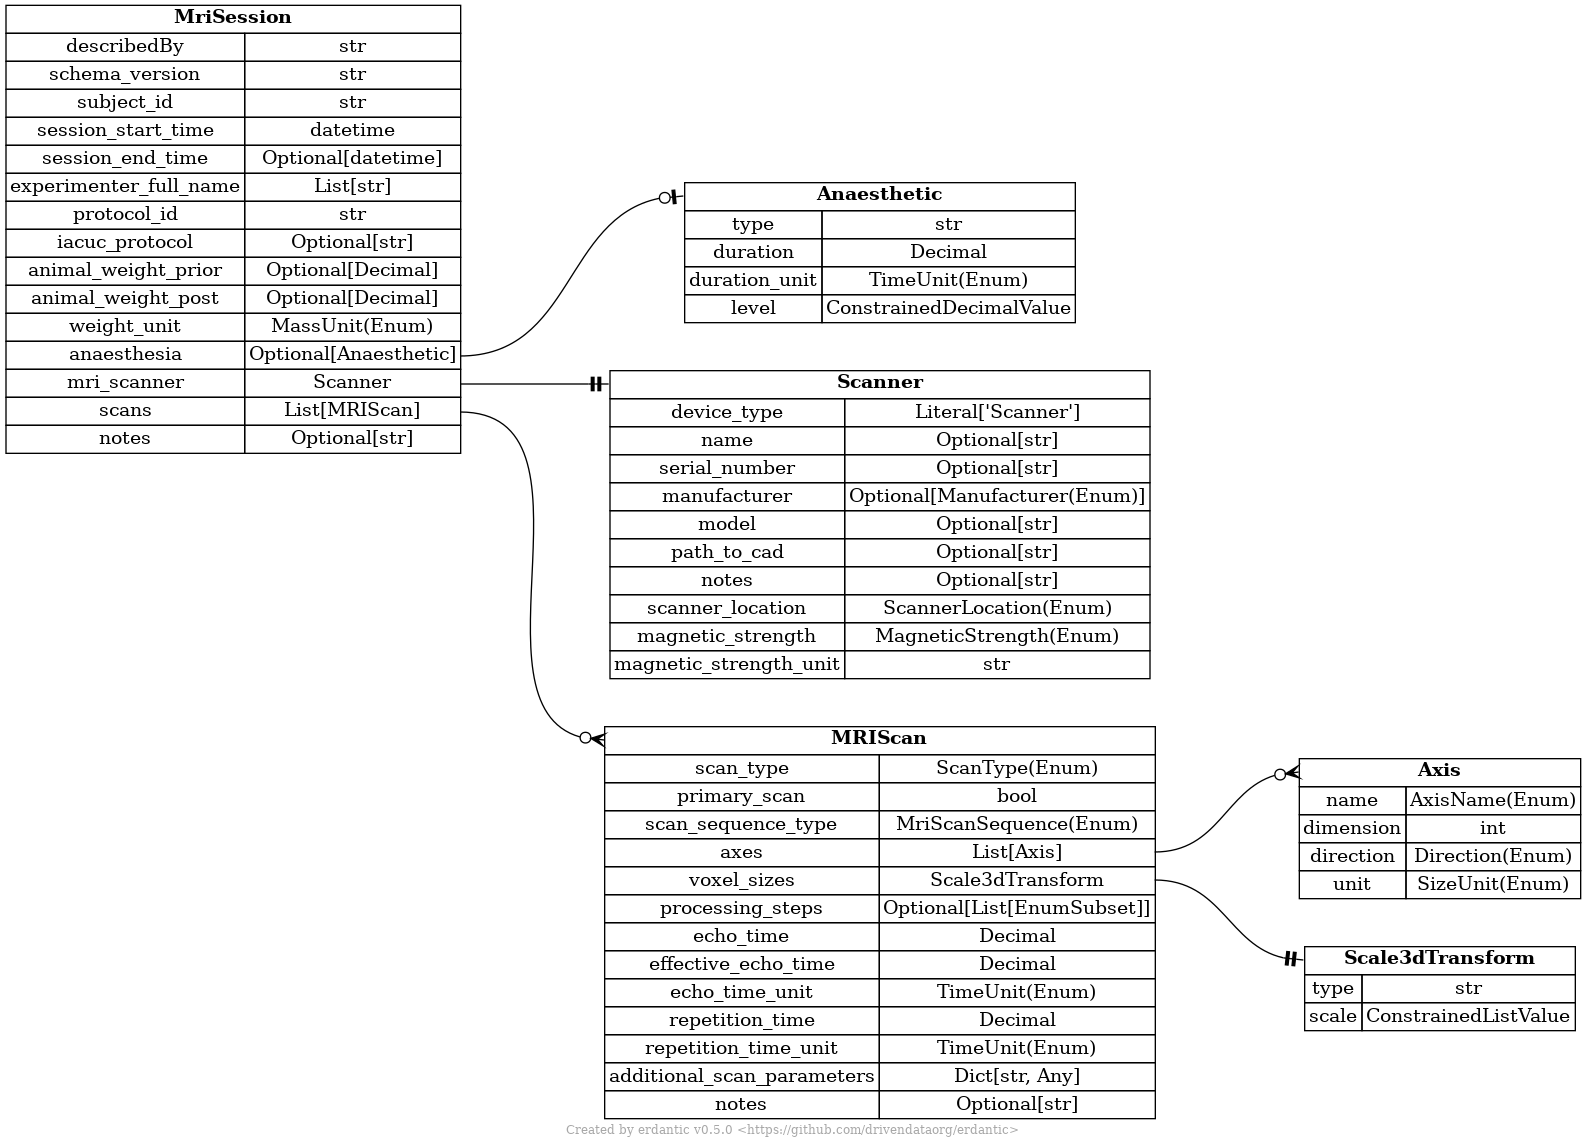 MriSession
describedBy str
schema_version str
subject_id str
session_start_time datetime
session_end_time Optional[datetime]
experimenter_full_name List[str]
protocol_id str
iacuc_protocol Optional[str]
animal_weight_prior Optional[Decimal]
animal_weight_post Optional[Decimal]
weight_unit MassUnit(Enum)
anaesthesia Optional[Anaesthetic]
mri_scanner Scanner
scans List[MRIScan]
notes Optional[str]
Anaesthetic
type str
duration Decimal
duration_unit TimeUnit(Enum)
level ConstrainedDecimalValue
Scanner
device_type Literal['Scanner']
name Optional[str]
serial_number Optional[str]
manufacturer Optional[Manufacturer(Enum)]
model Optional[str]
path_to_cad Optional[str]
notes Optional[str]
scanner_location ScannerLocation(Enum)
magnetic_strength MagneticStrength(Enum)
magnetic_strength_unit str
MRIScan
scan_type ScanType(Enum)
primary_scan bool
scan_sequence_type MriScanSequence(Enum)
axes List[Axis]
voxel_sizes Scale3dTransform
processing_steps Optional[List[EnumSubset]]
echo_time Decimal
effective_echo_time Decimal
echo_time_unit TimeUnit(Enum)
repetition_time Decimal
repetition_time_unit TimeUnit(Enum)
additional_scan_parameters Dict[str, Any]
notes Optional[str]
Axis
name AxisName(Enum)
dimension int
direction Direction(Enum)
unit SizeUnit(Enum)
Scale3dTransform
type str
scale ConstrainedListValue
Created by erdantic v0.5.0 <https://github.com/drivendataorg/erdantic>